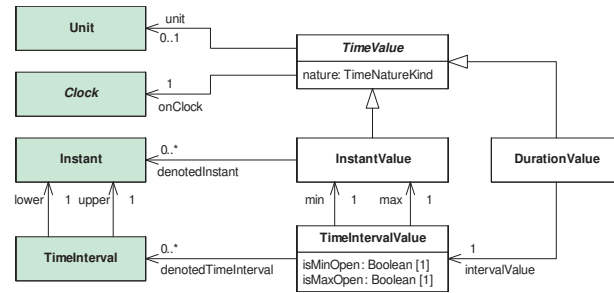 Unit
unit
0..1
TimeValue
nature: TimeNatureKind
Clock
1
onClock
Instant
0..*
denotedInstant
InstantValue
DurationValue
lower
1
upper
1
min
1
max
1
TimeInterval
0..*
denotedTimeInterval
TimeIntervalValue
isMinOpen: Boolean [1]
isMaxOpen: Boolean [1]
1
intervalValue